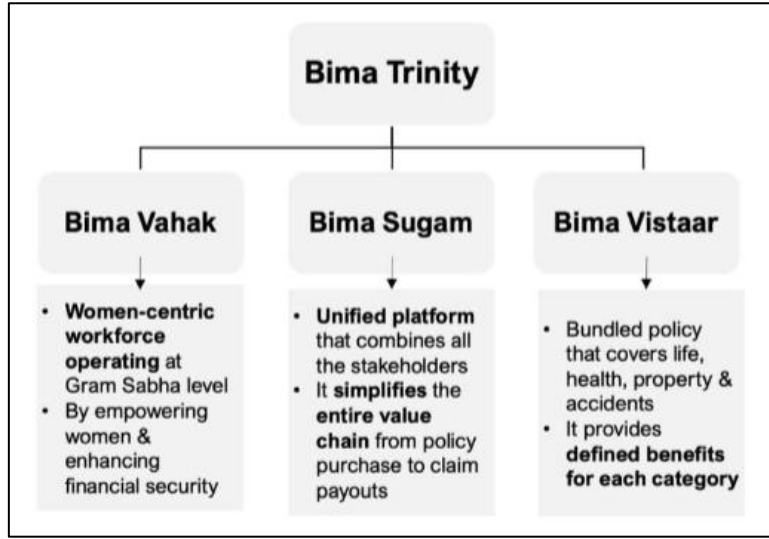 Bima Trinity
Bima Vahak
• Women-centric
workforce
operating at
Gram Sabha level
• By empowering
women &
enhancing
financial security
Bima Sugam
• Unified platform
that combines all
the stakeholders
• It simplifies the
entire value
chain from policy
purchase to claim
payouts
Bima Vistaar
• Bundled policy
that covers life,
health, property &
accidents
• It provides
defined benefits
for each category